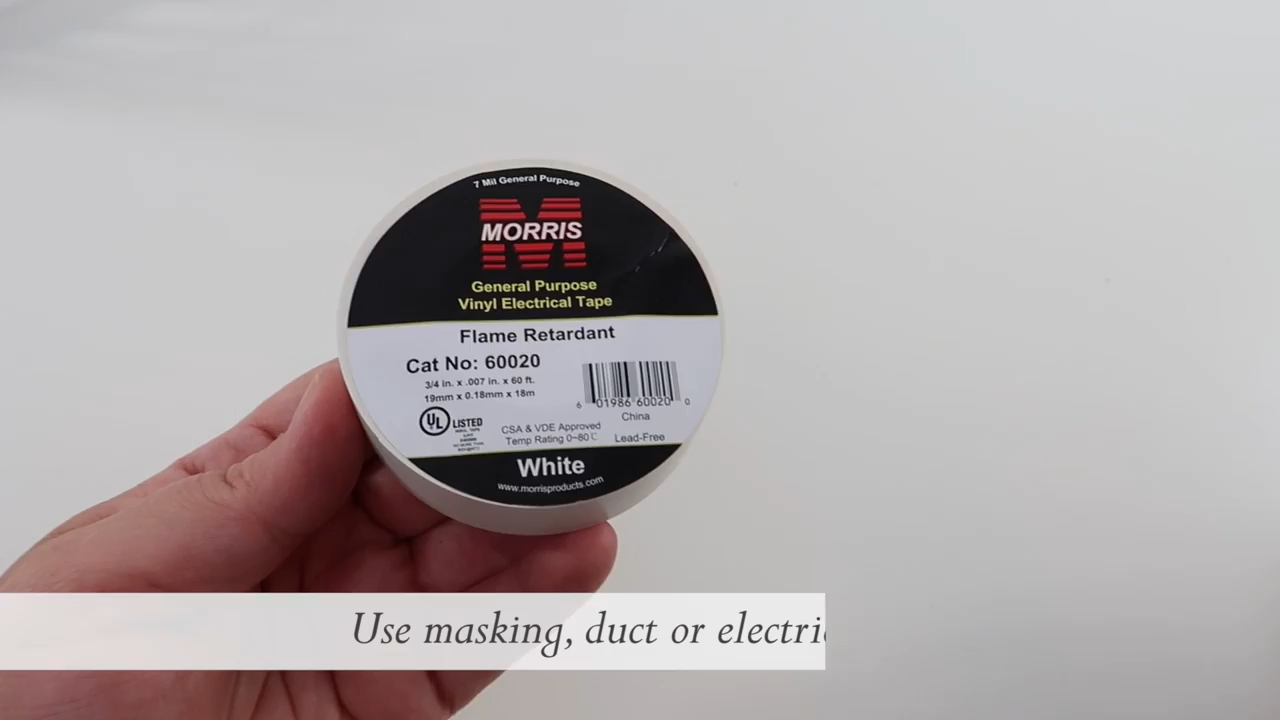 7 Mil General Purpose
MORRIS
General Purpose
Vinyl Electrical Tape
Flame Retardant
Cat No: 60020
3/4 in. x .007 in. x 60 ft.
19mm x 0.18mm x 18m
6 01986 60020 0
China
UL LISTED
CSA & VDE Approved
Temp Rating 0~80℃
Lead-Free
White
www.morrisproducts.com
Use masking, duct or electri